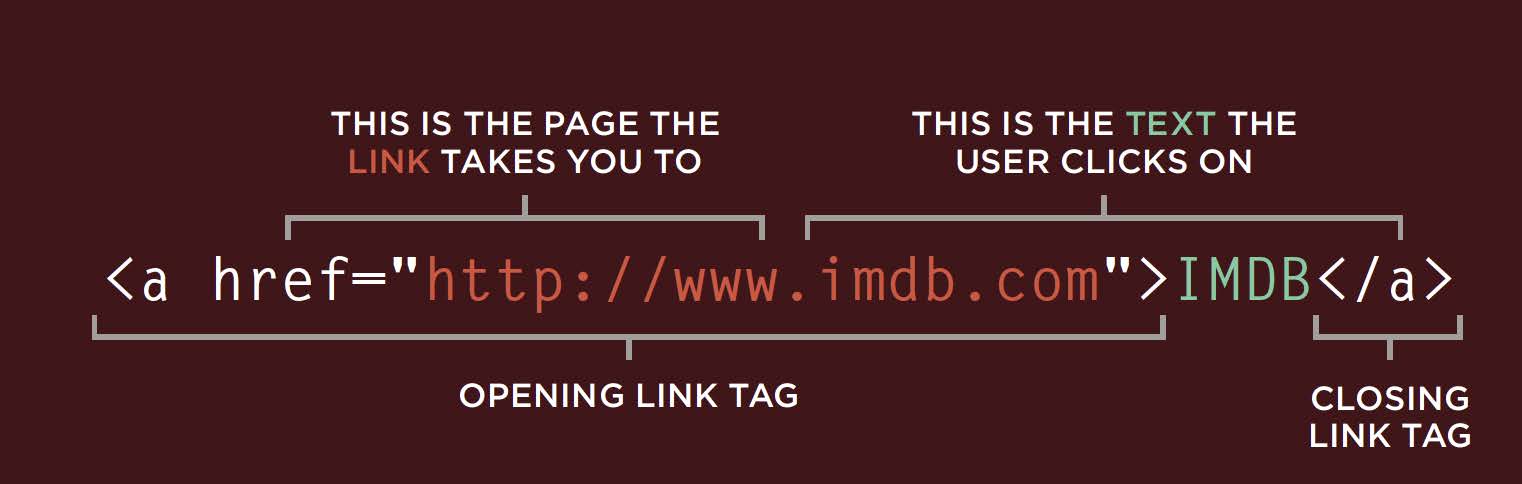 THIS IS THE PAGE THE
LINK TAKES YOU TO
THIS IS THE TEXT THE
USER CLICKS ON
<a href="http://www.imdb.com">IMDB</a>
OPENING LINK TAG
CLOSING
LINK TAG